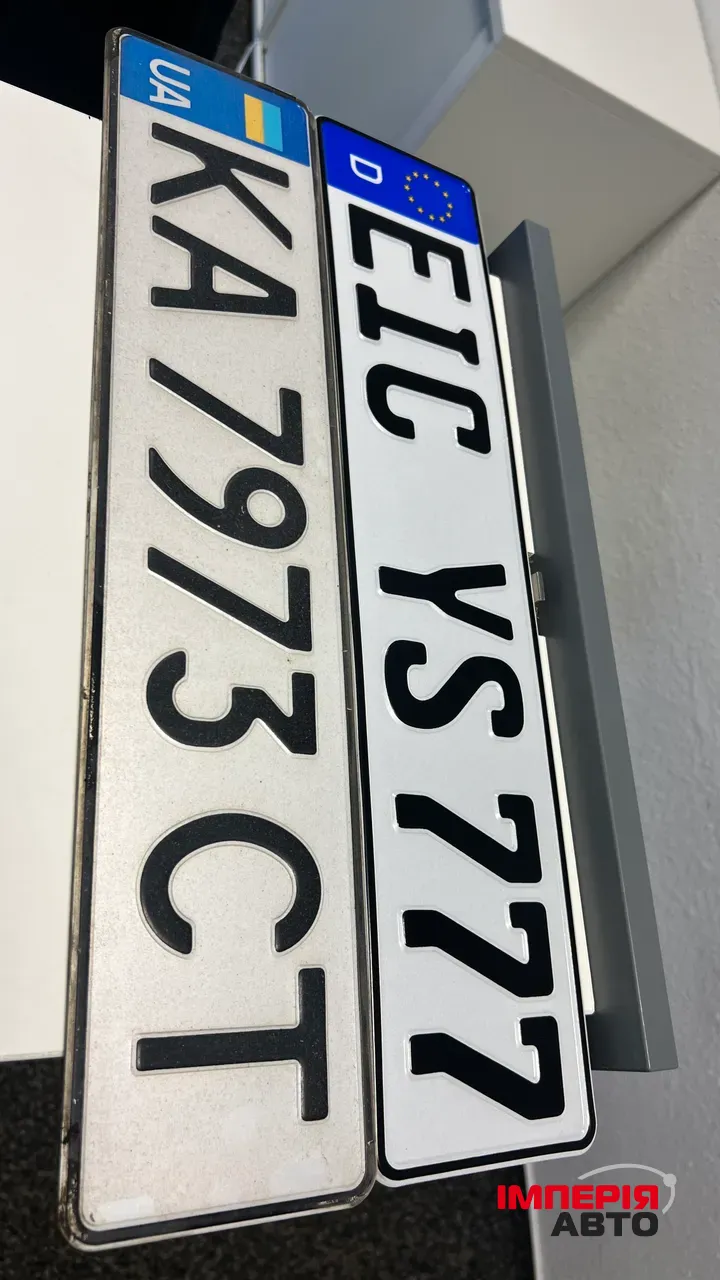 UA
KA 7973 CT
D
EIC YS 777
ІМПЕРІЯ
АВТО